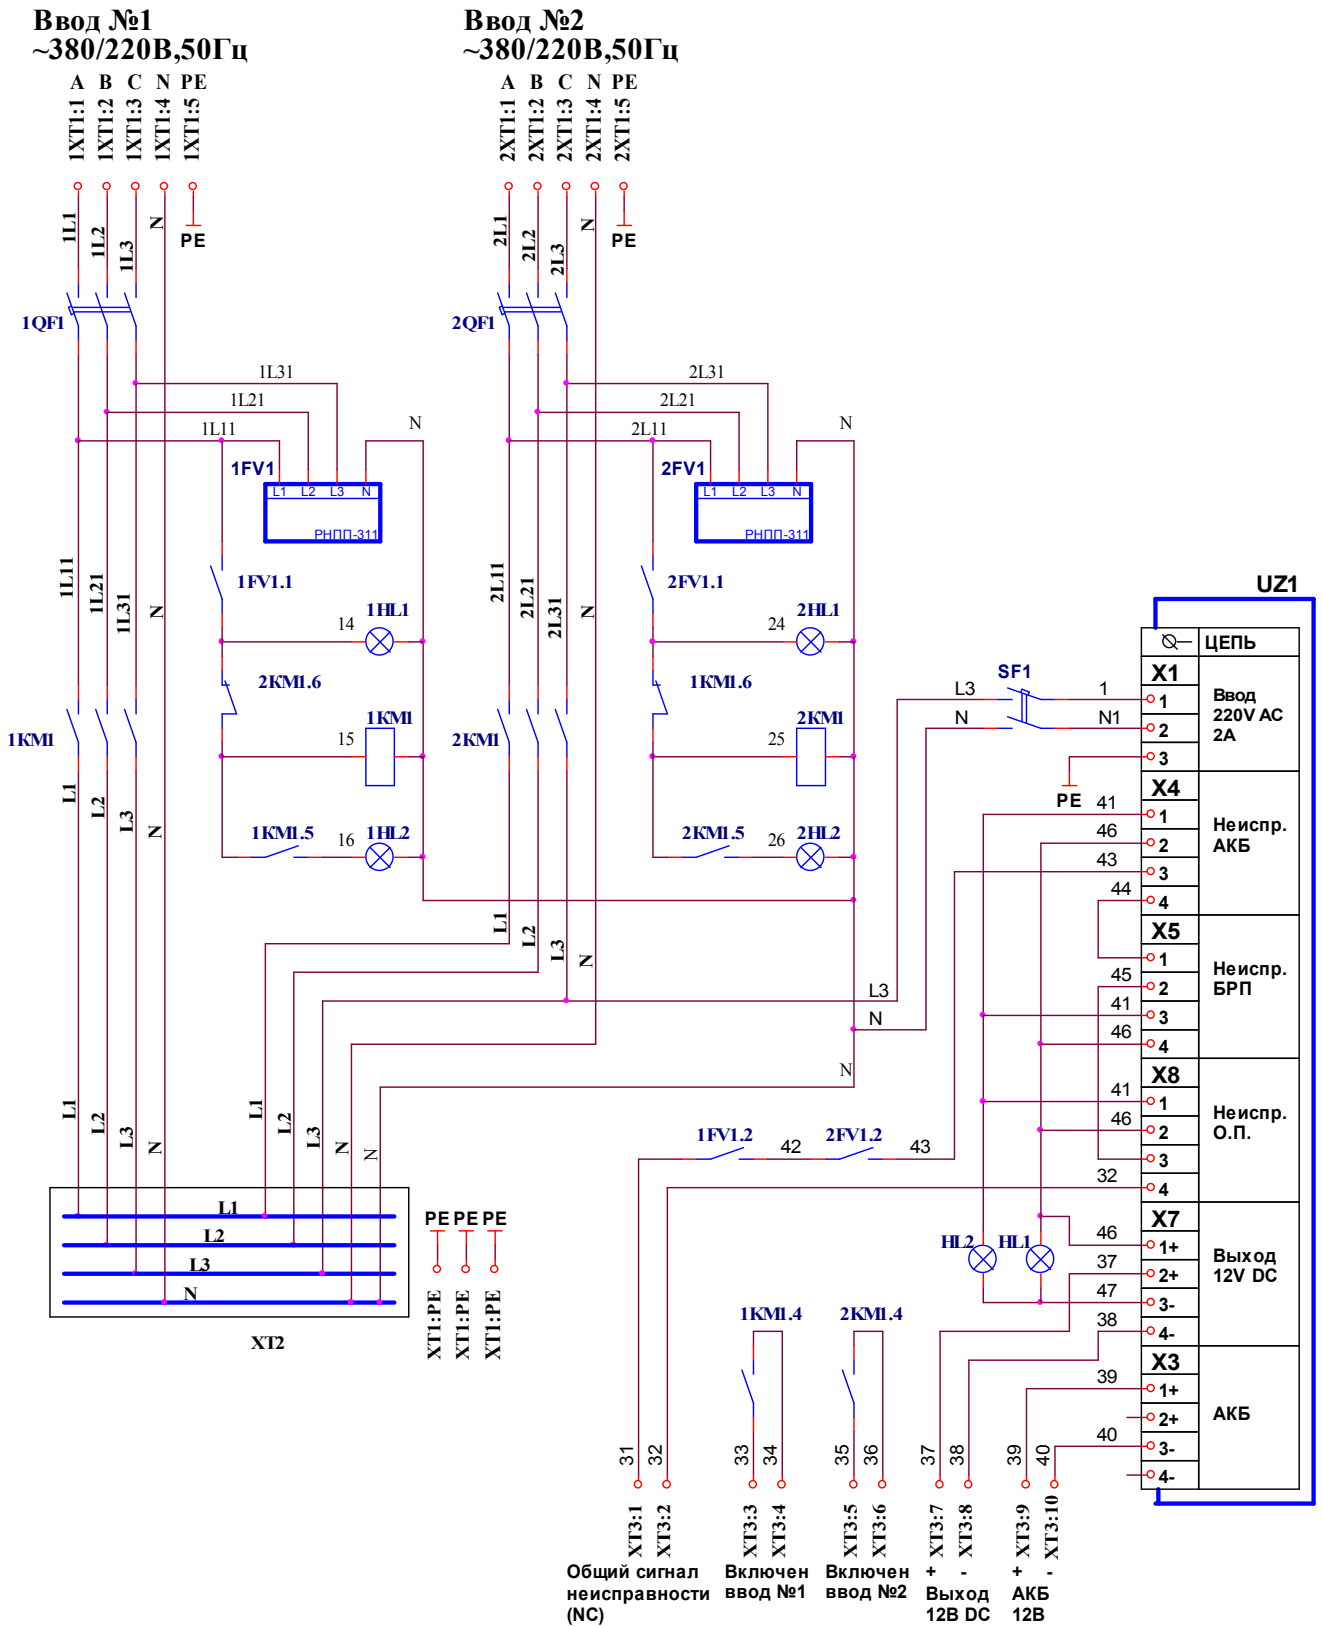 Ввод №1
~380/220В,50Гц
A B C N PE
1XT1:1
1XT1:2
1XT1:3
1XT1:4
1XT1:5
1L1
1L2
1L3
N
PE
1QF1
1L31
1L21
1L11
N
1FV1
L1 L2 L3 N
РНПП-311
1FV1.1
1L11
1L21
1L31
N
14
1HL1
2KM1.6
1KM1
15
1KM1
1KM1.5
16
1HL2
L1
L2
L3
N
Ввод №2
~380/220В,50Гц
A B C N PE
2XT1:1
2XT1:2
2XT1:3
2XT1:4
2XT1:5
2L1
2L2
2L3
N
PE
2QF1
2L31
2L21
2L11
N
2FV1
L1 L2 L3 N
РНПП-311
2FV1.1
2L11
2L21
2L31
N
24
2HL1
1KM1.6
2KM1
25
2KM1
2KM1.5
26
2HL2
L1
L2
L3
N
L3
N
N
L1
L2
L3
N
L1
L2
L3
N
N
L1
L2
L3
N
XT2
PE PE PE
XT1:PE
XT1:PE
XT1:PE
1FV1.2
42
2FV1.2
43
SF1
L3
1
N
N1
PE
UZ1
ЦЕПЬ
X1
1
2
3
Ввод
220V AC
2A
X4
41
1
46
2
43
3
44
4
Неиспр.
АКБ
X5
1
45
2
41
3
46
4
Неиспр.
БРП
X8
41
1
46
2
3
32
4
Неиспр.
О.П.
X7
46
1+
37
2+
47
3-
38
4-
Выход
12V DC
X3
39
1+
2+
40
3-
4-
АКБ
HL2
HL1
1KM1.4
2KM1.4
31
32
33
34
35
36
37
38
39
40
XT3:1
XT3:2
XT3:3
XT3:4
XT3:5
XT3:6
XT3:7
XT3:8
XT3:9
XT3:10
Общий сигнал
неисправности
(NC)
Включен
ввод №1
Включен
ввод №2
+ -
Выход
12В DC
+ -
АКБ
12В